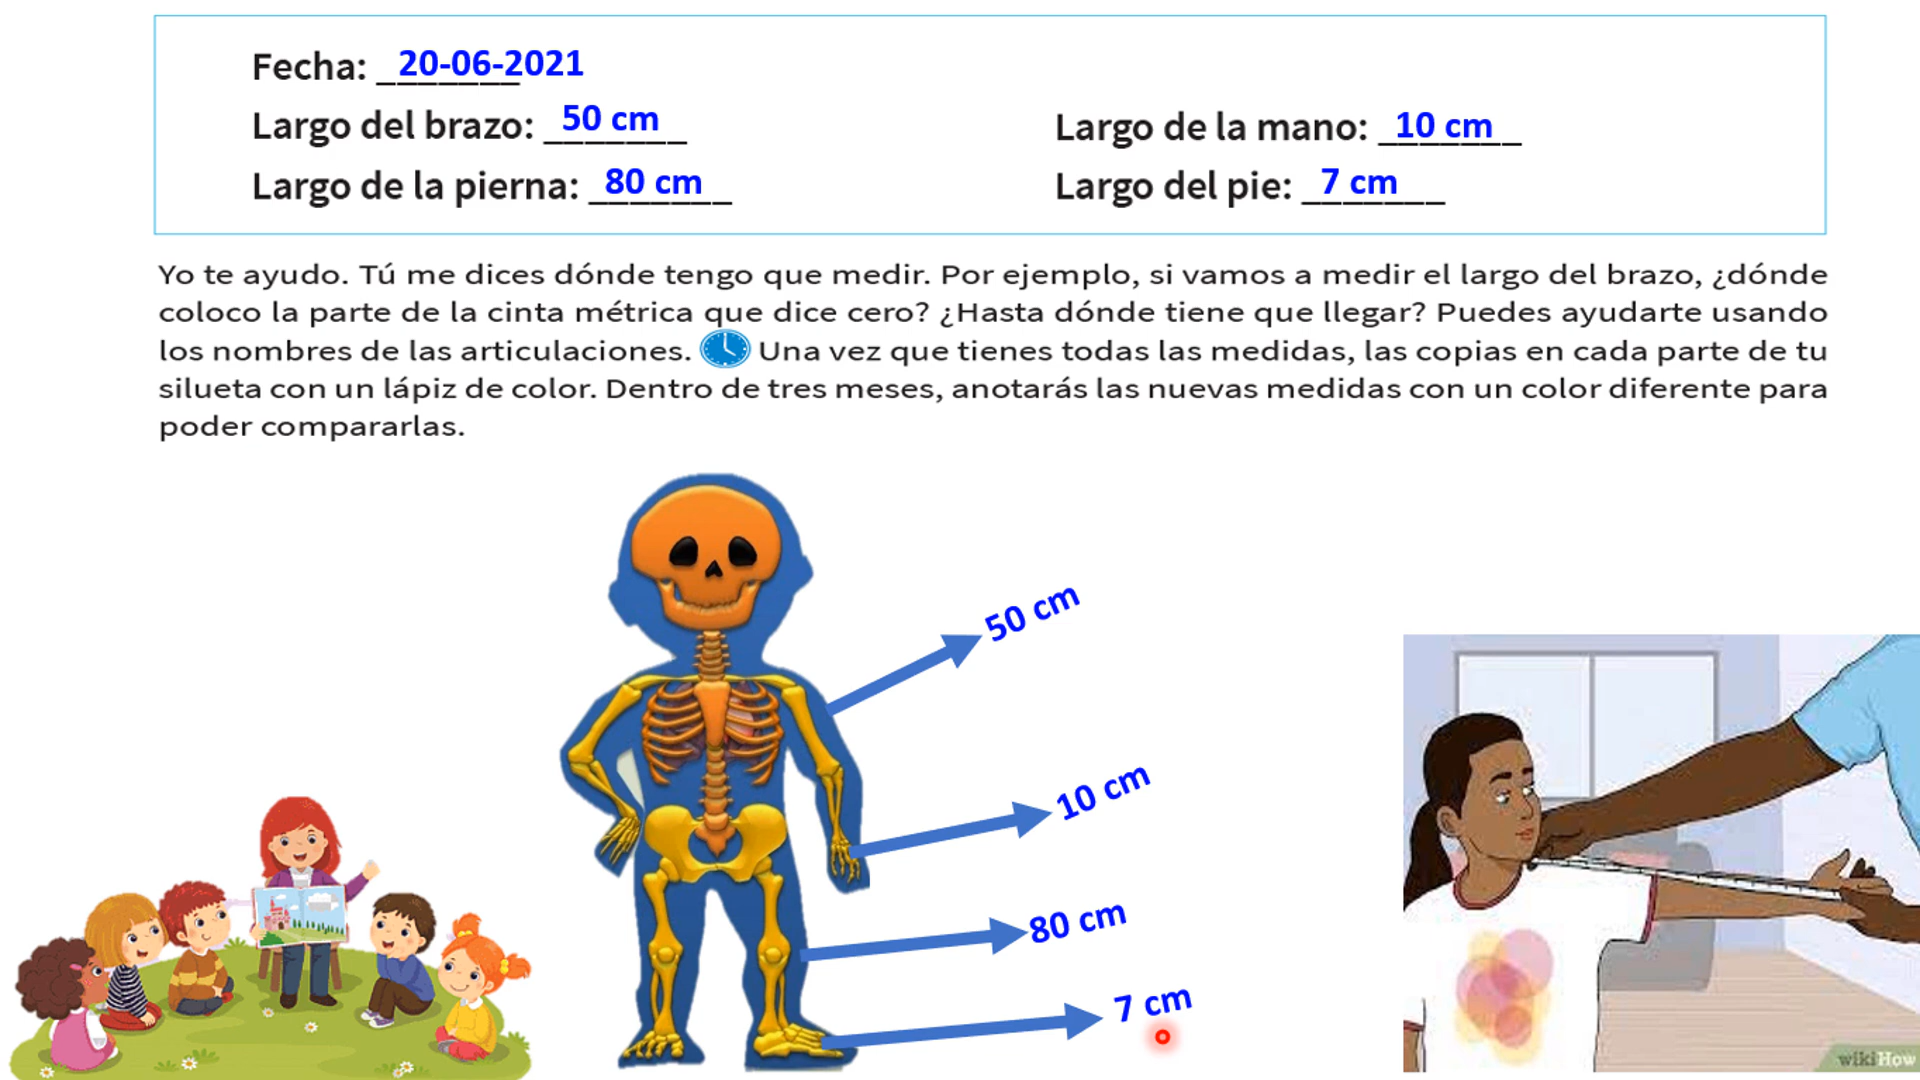 Fecha: _______ 20-06-2021
Largo del brazo: _______ 50 cm
Largo de la mano: _______ 10 cm
Largo de la pierna: _______ 80 cm
Largo del pie: _______ 7 cm
Yo te ayudo. Tú me dices dónde tengo que medir. Por ejemplo, si vamos a medir el largo del brazo, ¿dónde
coloco la parte de la cinta métrica que dice cero? ¿Hasta dónde tiene que llegar? Puedes ayudarte usando
los nombres de las articulaciones. Una vez que tienes todas las medidas, las copias en cada parte de tu
silueta con un lápiz de color. Dentro de tres meses, anotarás las nuevas medidas con un color diferente para
poder compararlas.
50 cm
10 cm
80 cm
7 cm
wikiHow